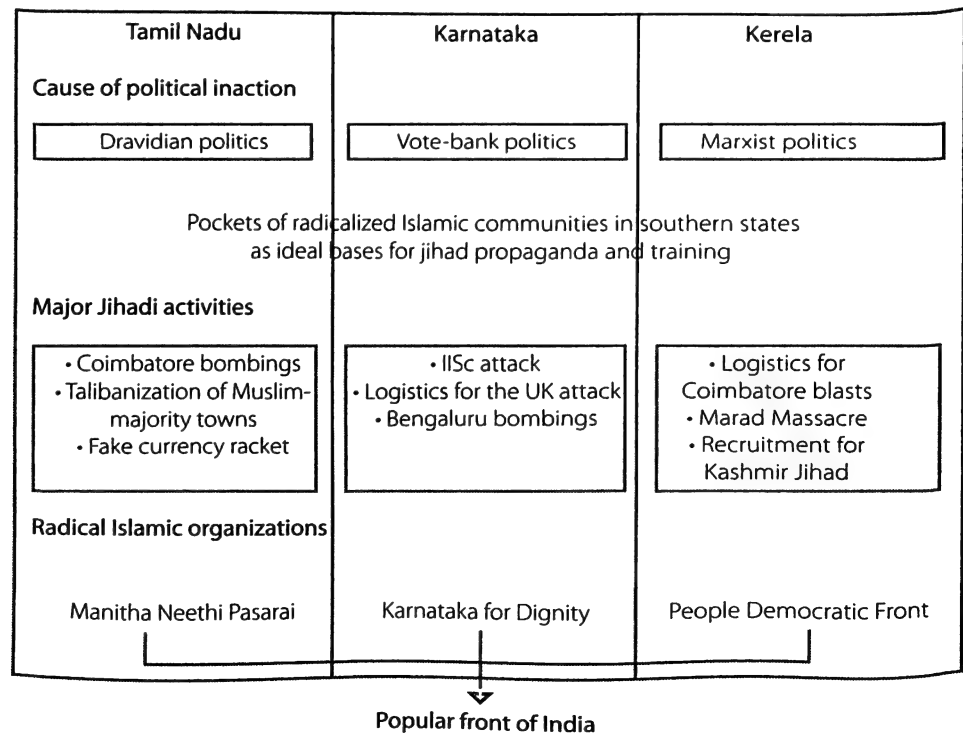 Tamil Nadu Karnataka Kerela
Cause of political inaction
Dravidian politics Vote-bank politics Marxist politics
Pockets of radicalized Islamic communities in southern states
as ideal bases for jihad propaganda and training
Major Jihadi activities
• Coimbatore bombings
• Talibanization of Muslim-
majority towns
• Fake currency racket
• IISc attack
• Logistics for the UK attack
• Bengaluru bombings
• Logistics for
Coimbatore blasts
• Marad Massacre
• Recruitment for
Kashmir Jihad
Radical Islamic organizations
Manitha Neethi Pasarai Karnataka for Dignity People Democratic Front
Popular front of India